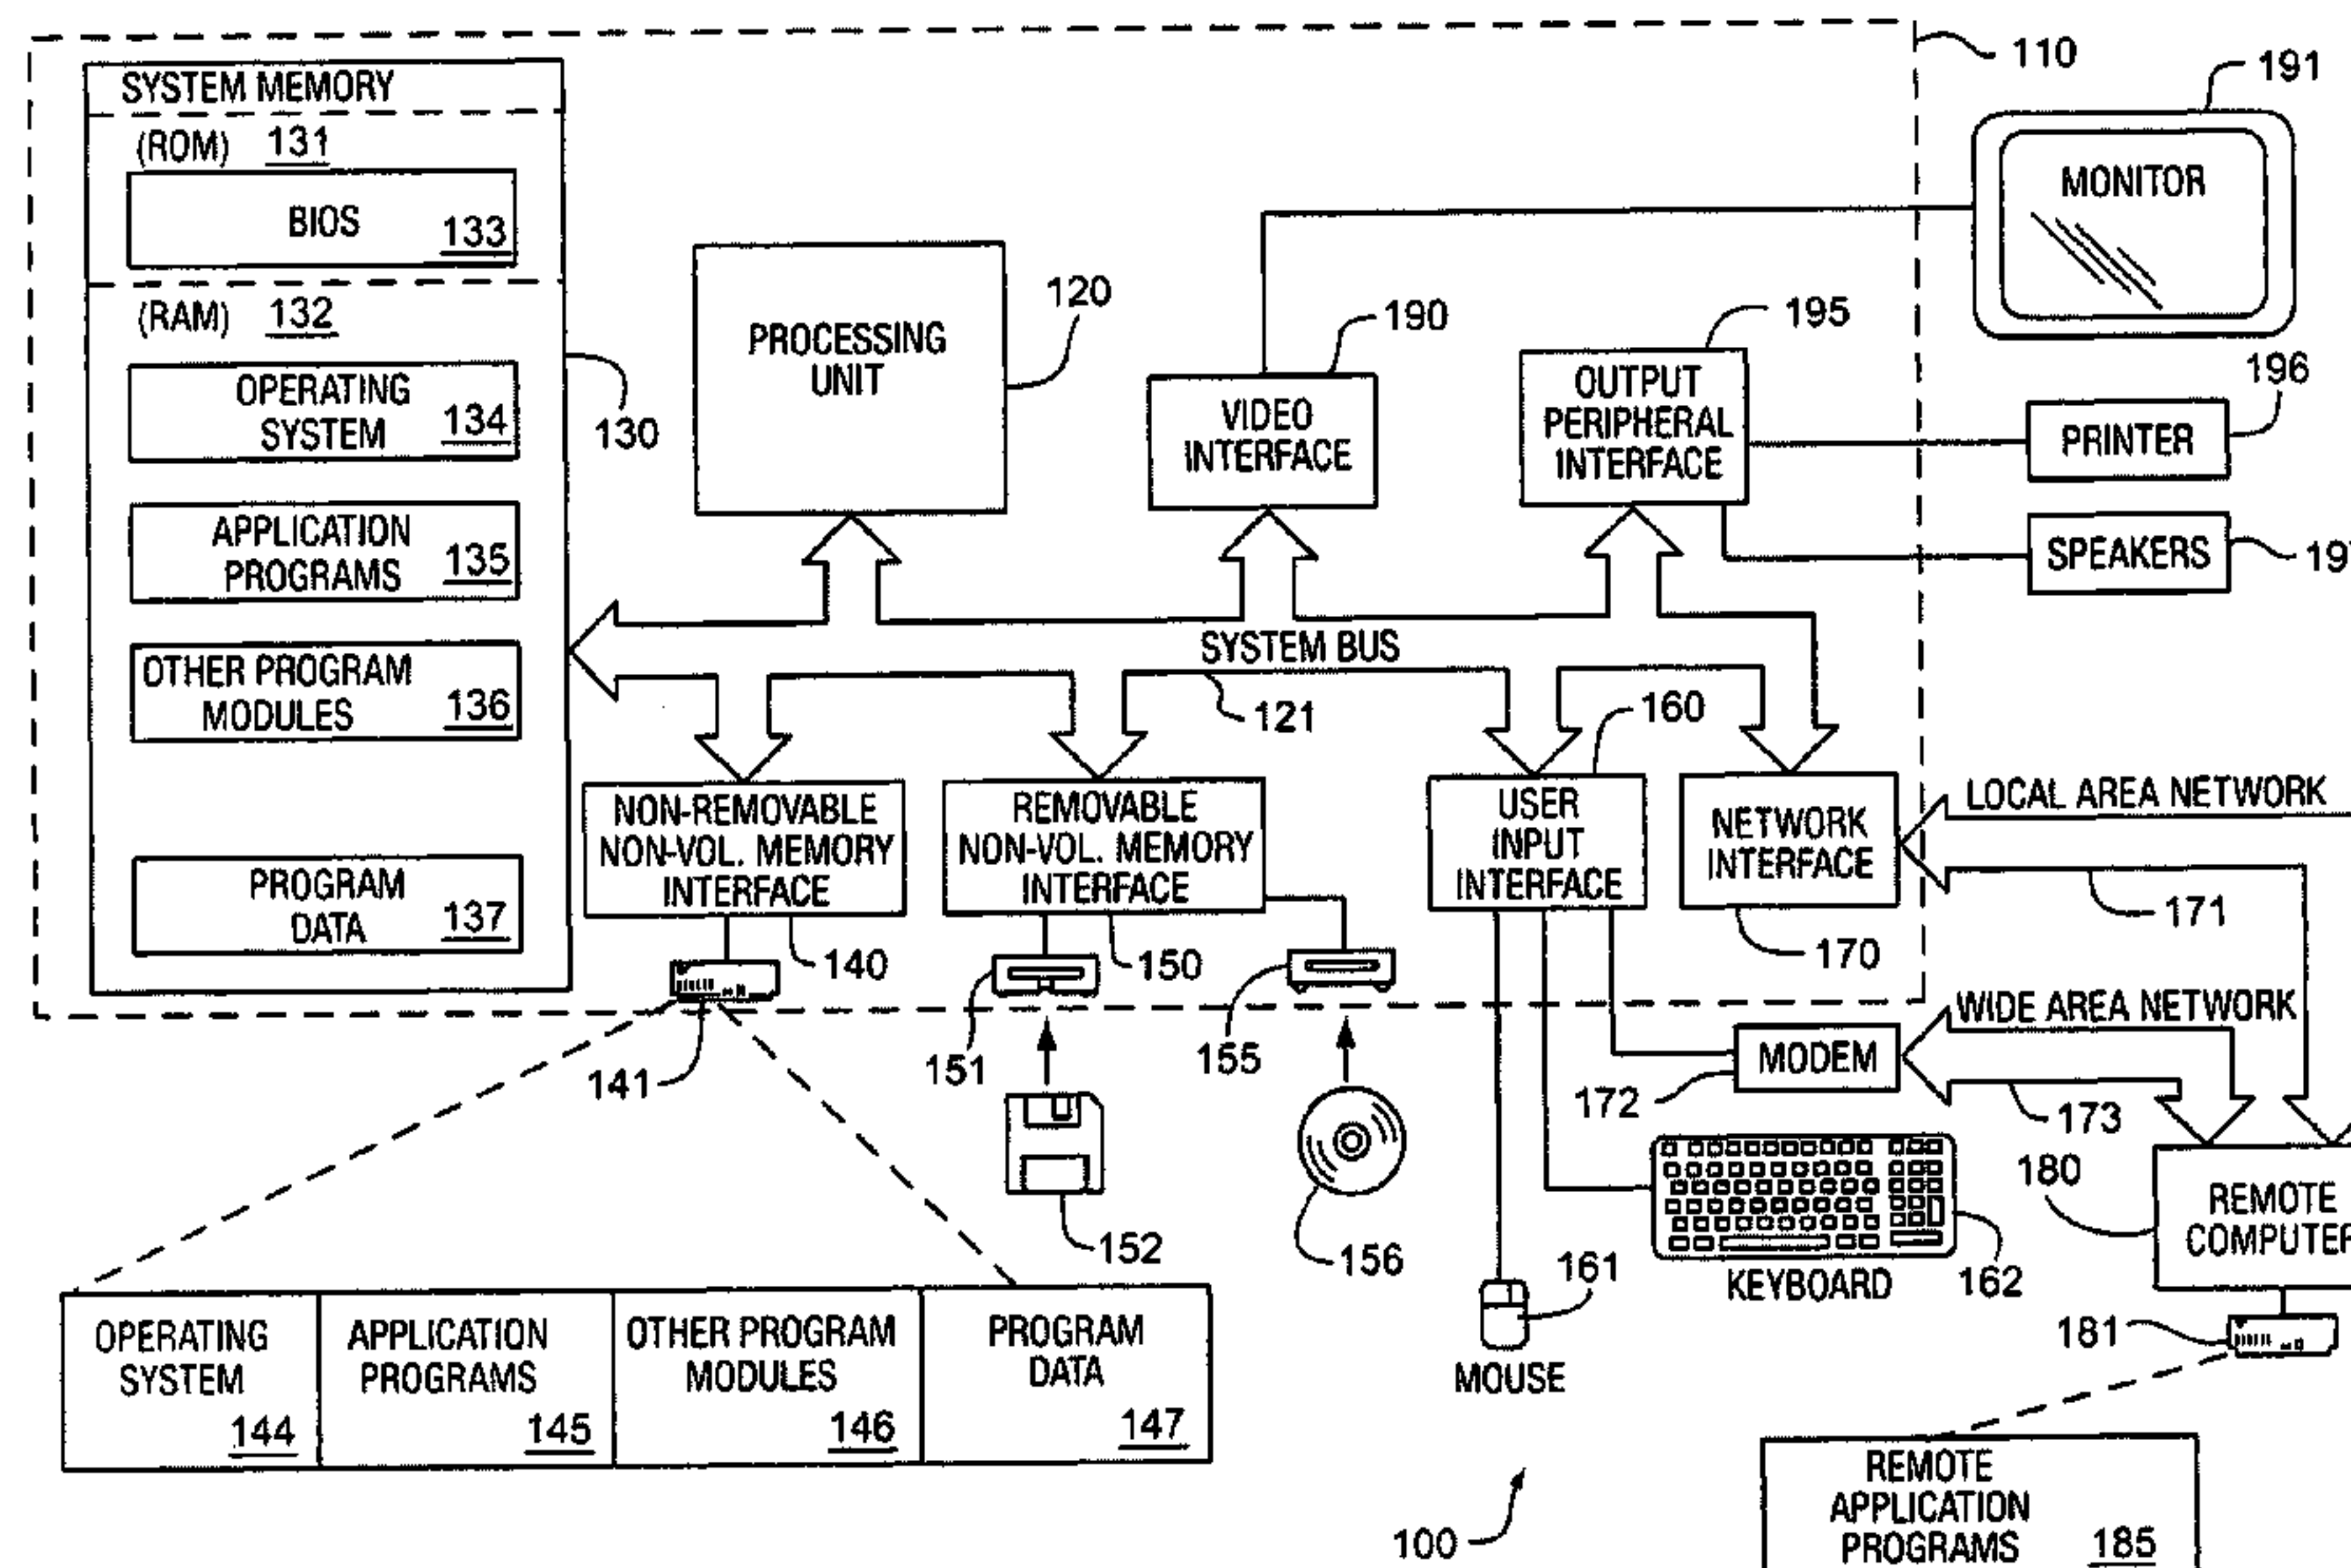 110
191
SYSTEM MEMORY
(ROM) 131
BIOS 133
(RAM) 132
OPERATING
SYSTEM 134
130
APPLICATION
PROGRAMS 135
OTHER PROGRAM
MODULES 136
PROGRAM
DATA 137
PROCESSING
UNIT
120
190
VIDEO
INTERFACE
195
OUTPUT
PERIPHERAL
INTERFACE
MONITOR
196
PRINTER
SPEAKERS
SYSTEM BUS
121
NON-REMOVABLE
NON-VOL. MEMORY
INTERFACE
140
REMOVABLE
NON-VOL. MEMORY
INTERFACE
150
160
USER
INPUT
INTERFACE
NETWORK
INTERFACE
170
LOCAL AREA NETWORK
171
WIDE AREA NETWORK
MODEM
172
173
141
151
155
152
156
161
MOUSE
KEYBOARD
162
180
REMOTE
COMPUTER
181
OPERATING
SYSTEM
144
APPLICATION
PROGRAMS
145
OTHER PROGRAM
MODULES
146
PROGRAM
DATA
147
100
REMOTE
APPLICATION
PROGRAMS 185